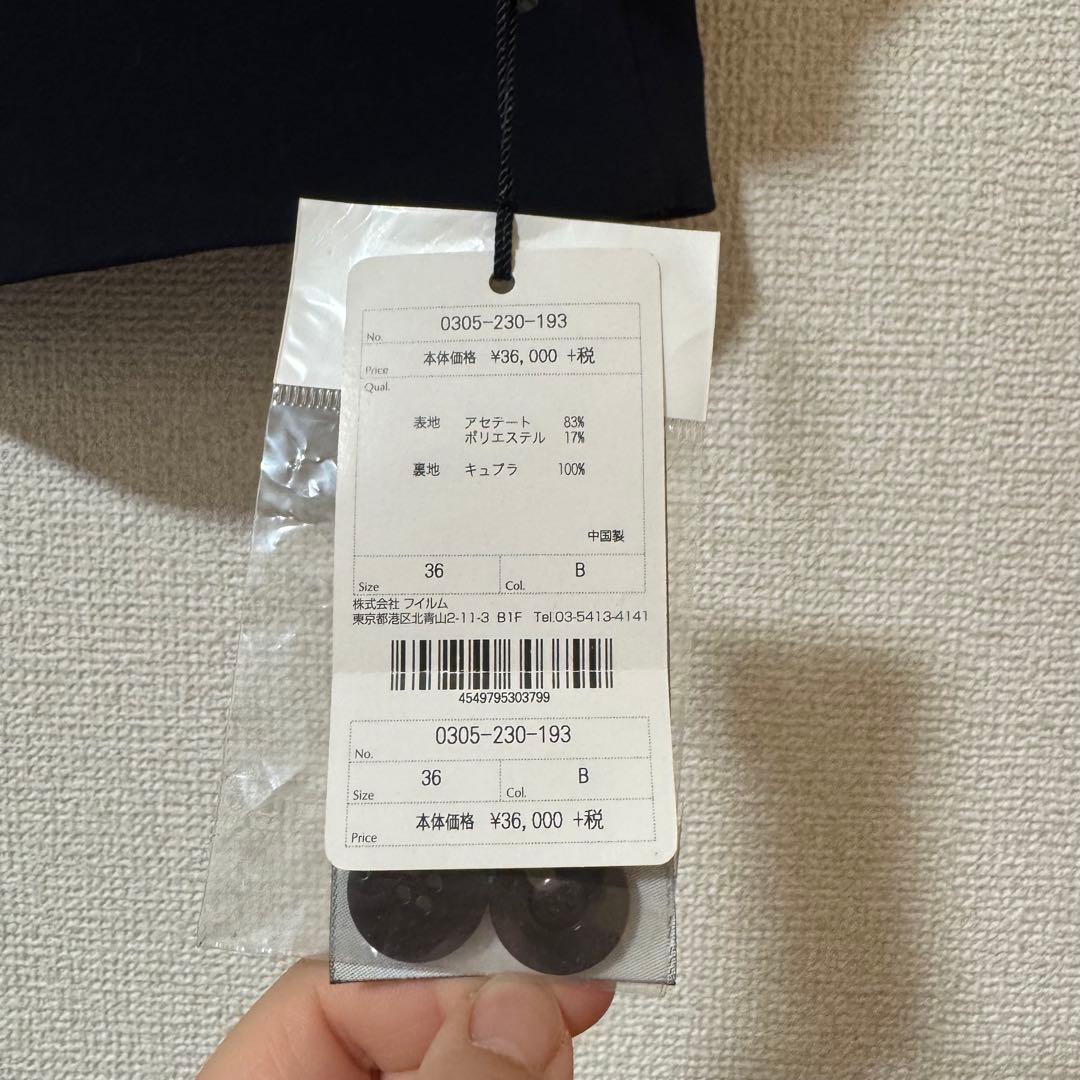 No. 0305-230-193
Price 本体価格 ¥36,000 +税
Qual.
表地 アセテート 83%
ポリエステル 17%
裏地 キュプラ 100%
中国製
Size 36 Col. B
株式会社 フイルム
東京都港区北青山2-11-3 B1F Tel.03-5413-4141
4549795303799
No. 0305-230-193
Size 36 Col. B
Price 本体価格 ¥36,000 +税